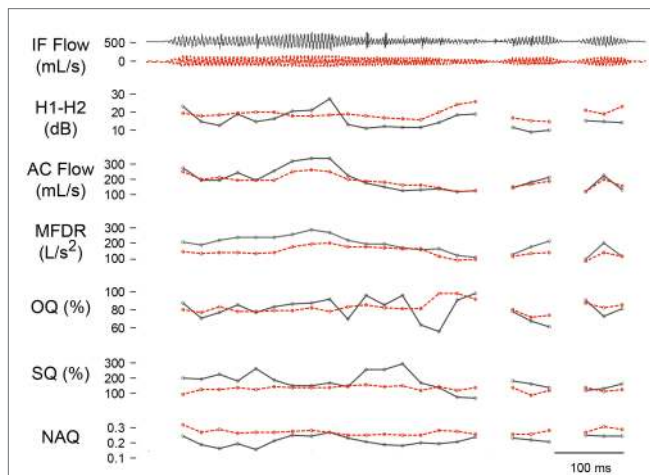 IF Flow
(mL/s)
500
0
H1-H2
(dB)
30
20
10
AC Flow
(mL/s)
300
200
100
MFDR
(L/s²)
300
200
100
OQ (%)
100
80
60
SQ (%)
300
200
100
NAQ
0.3
0.2
0.1
100 ms